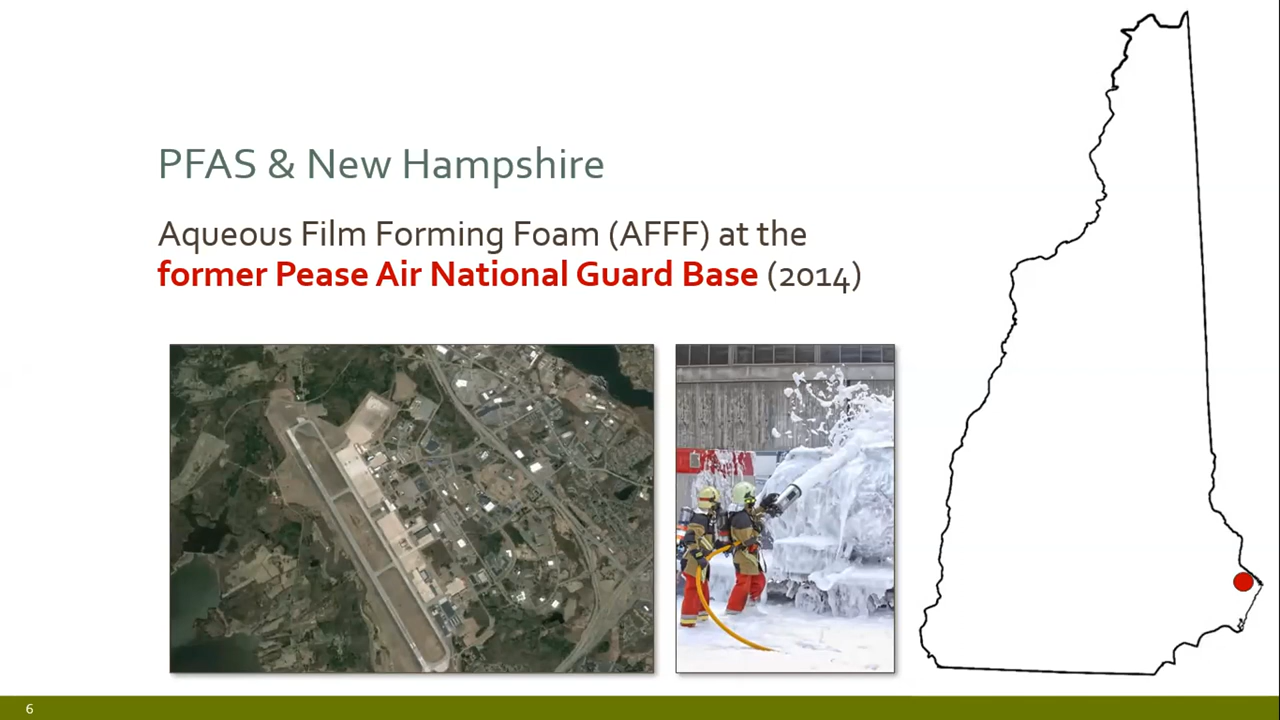 PFAS & New Hampshire
Aqueous Film Forming Foam (AFFF) at the
former Pease Air National Guard Base (2014)
6